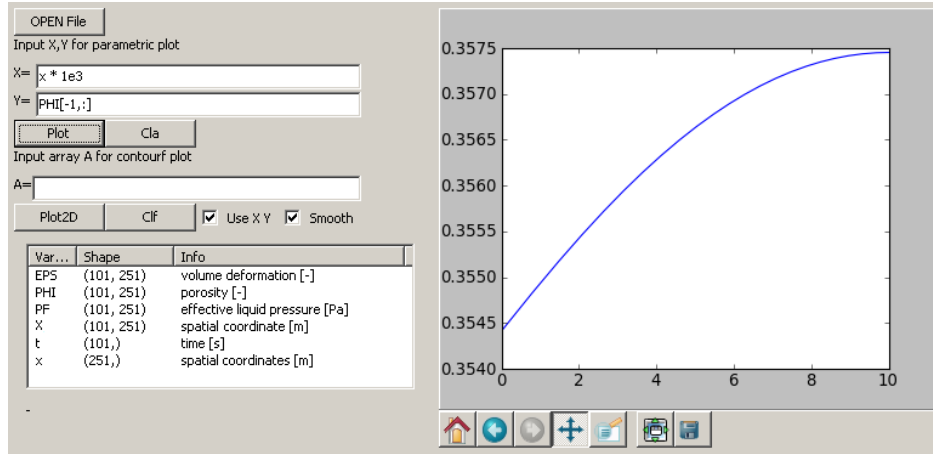 OPEN File
Input X,Y for parametric plot
X= x * 1e3
Y= PHI[-1,:]
Plot Cla
Input array A for contourf plot
A=
Plot2D Clf Use X Y Smooth
Var... Shape Info
EPS (101, 251) volume deformation [-]
PHI (101, 251) porosity [-]
PF (101, 251) effective liquid pressure [Pa]
X (101, 251) spatial coordinate [m]
t (101,) time [s]
x (251,) spatial coordinates [m]
-
0.3575
0.3570
0.3565
0.3560
0.3555
0.3550
0.3545
0.3540
0 2 4 6 8 10